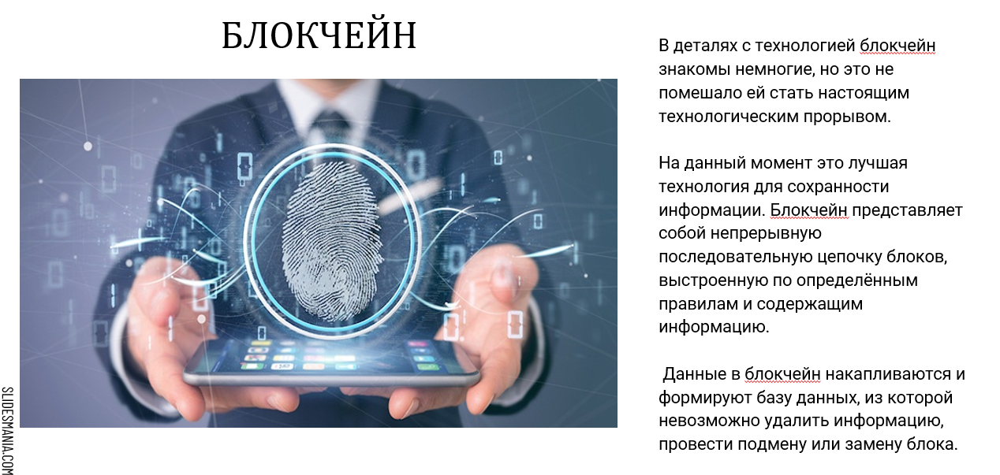 БЛОКЧЕЙН
В деталях с технологией блокчейн
знакомы немногие, но это не
помешало ей стать настоящим
технологическим прорывом.
На данный момент это лучшая
технология для сохранности
информации. Блокчейн представляет
собой непрерывную
последовательную цепочку блоков,
выстроенную по определённым
правилам и содержащим
информацию.
Данные в блокчейн накапливаются и
формируют базу данных, из которой
невозможно удалить информацию,
провести подмену или замену блока.
SLIDESMANIA.COM